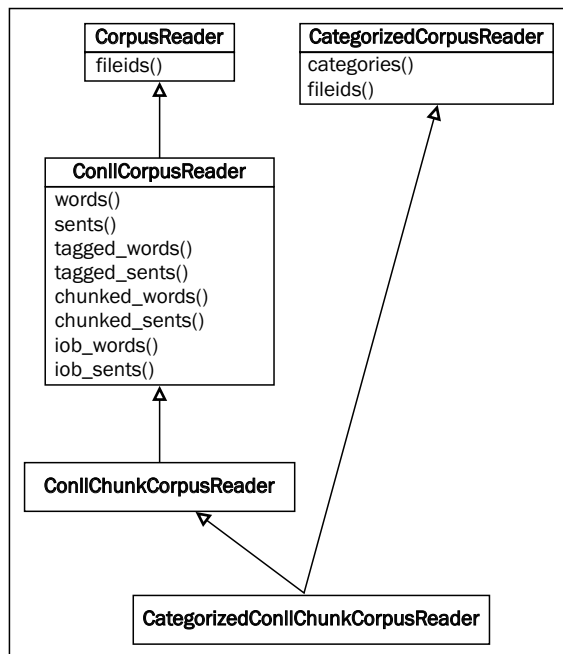 CorpusReader
fileids()
CategorizedCorpusReader
categories()
fileids()
ConllCorpusReader
words()
sents()
tagged_words()
tagged_sents()
chunked_words()
chunked_sents()
iob_words()
iob_sents()
ConllChunkCorpusReader
CategorizedConllChunkCorpusReader